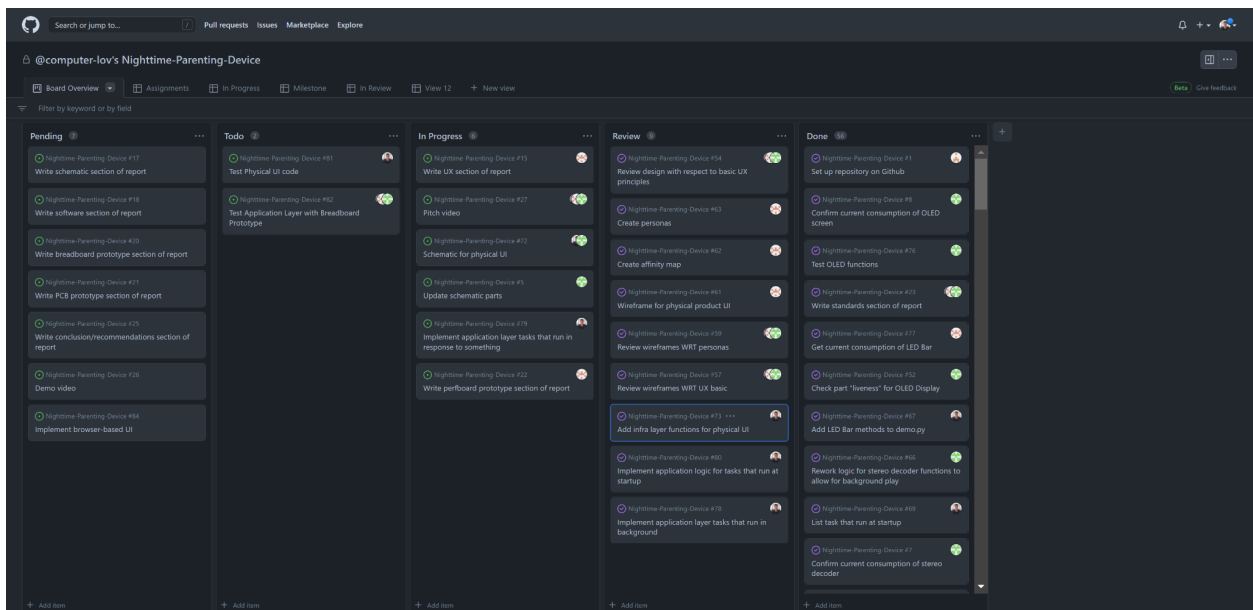 Search or jump to...
/
Pull requests Issues Marketplace Explore
@computer-lov's Nighttime-Parenting-Device
Board Overview
Assignments
In Progress
Milestone
In Review
View 12
+ New view
Beta Give feedback
Filter by keyword or by field
Pending 7
Nighttime-Parenting-Device #17
Write schematic section of report
Nighttime-Parenting-Device #18
Write software section of report
Nighttime-Parenting-Device #20
Write breadboard prototype section of report
Nighttime-Parenting-Device #21
Write PCB prototype section of report
Nighttime-Parenting-Device #25
Write conclusion/recommendations section of
report
Nighttime-Parenting-Device #26
Demo video
Nighttime-Parenting-Device #84
Implement browser-based UI
+ Add item
Todo 2
Nighttime-Parenting-Device #81
Test Physical UI code
Nighttime-Parenting-Device #82
Test Application Layer with Breadboard
Prototype
+ Add item
In Progress 6
Nighttime-Parenting-Device #15
Write UX section of report
Nighttime-Parenting-Device #27
Pitch video
Nighttime-Parenting-Device #72
Schematic for physical UI
Nighttime-Parenting-Device #5
Update schematic parts
Nighttime-Parenting-Device #79
Implement application layer tasks that run in
response to something
Nighttime-Parenting-Device #22
Write perfboard prototype section of report
+ Add item
Review 9
Nighttime-Parenting-Device #54
Review design with respect to basic UX
principles
Nighttime-Parenting-Device #63
Create personas
Nighttime-Parenting-Device #62
Create affinity map
Nighttime-Parenting-Device #61
Wireframe for physical product UI
Nighttime-Parenting-Device #59
Review wireframes WRT personas
Nighttime-Parenting-Device #57
Review wireframes WRT UX basic
Nighttime-Parenting-Device #73 ...
Add infra layer functions for physical UI
Nighttime-Parenting-Device #80
Implement application logic for tasks that run at
startup
Nighttime-Parenting-Device #78
Implement application layer tasks that run in
background
+ Add item
Done 56
Nighttime-Parenting-Device #1
Set up repository on Github
Nighttime-Parenting-Device #8
Confirm current consumption of OLED
screen
Nighttime-Parenting-Device #76
Test OLED functions
Nighttime-Parenting-Device #23
Write standards section of report
Nighttime-Parenting-Device #77
Get current consumption of LED Bar
Nighttime-Parenting-Device #52
Check part "liveness" for OLED Display
Nighttime-Parenting-Device #67
Add LED Bar methods to demo.py
Nighttime-Parenting-Device #66
Rework logic for stereo decoder functions to
allow for background play
Nighttime-Parenting-Device #69
List task that run at startup
Nighttime-Parenting-Device #7
Confirm current consumption of stereo
decoder
+ Add item